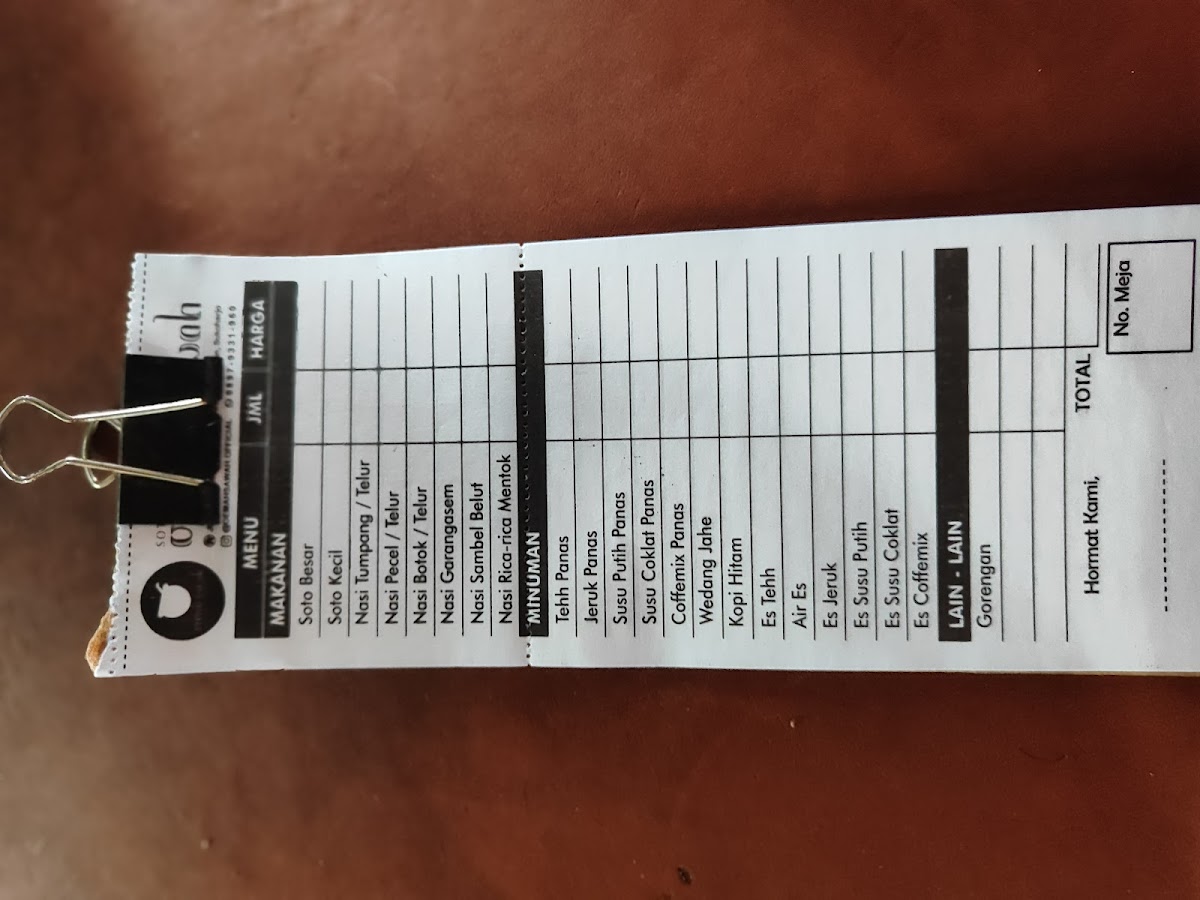 MENU JML HARGA
MAKANAN
Soto Besar
Soto Kecil
Nasi Tumpang / Telur
Nasi Pecel / Telur
Nasi Botok / Telur
Nasi Garangasem
Nasi Sambel Belut
Nasi Rica-rica Mentok
MINUMAN
Tehh Panas
Jeruk Panas
Susu Putih Panas
Susu Coklat Panas
Coffemix Panas
Wedang Jahe
Kopi Hitam
Es Tehh
Air Es
Es Jeruk
Es Susu Putih
Es Susu Coklat
Es Coffemix
LAIN - LAIN
Gorengan
TOTAL
Hormat Kami,
No. Meja